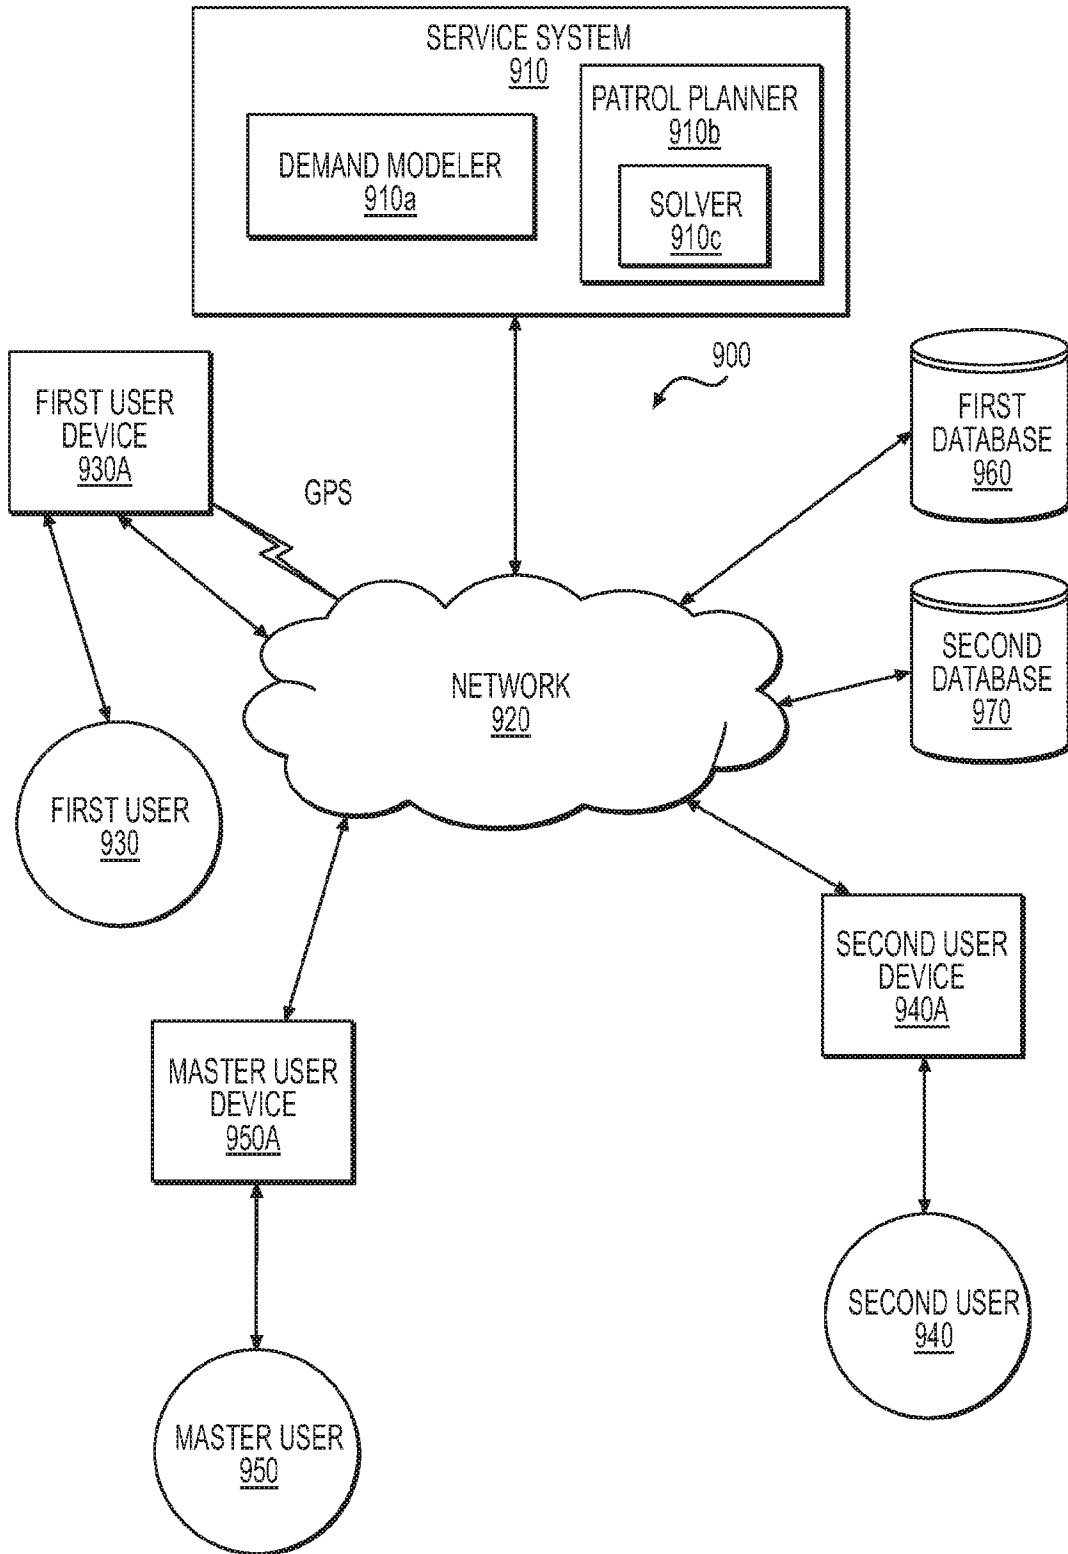 SERVICE SYSTEM
910
PATROL PLANNER
910b
DEMAND MODELER
910a
SOLVER
910c
900
FIRST USER
DEVICE
930A
GPS
FIRST
DATABASE
960
SECOND
DATABASE
970
NETWORK
920
FIRST USER
930
SECOND USER
DEVICE
940A
MASTER USER
DEVICE
950A
SECOND USER
940
MASTER USER
950